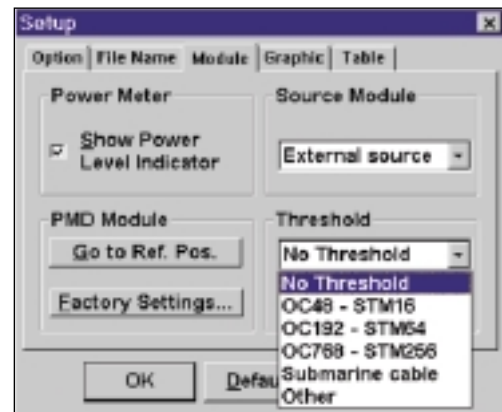 Setup
Option File Name Module Graphic Table
Power Meter
Show Power
Level Indicator
Source Module
External source
PMD Module
Go to Ref. Pos.
Factory Settings...
Threshold
No Threshold
No Threshold
OC48 - STM16
OC192 - STM64
OC768 - STM256
Submarine cable
Other
OK